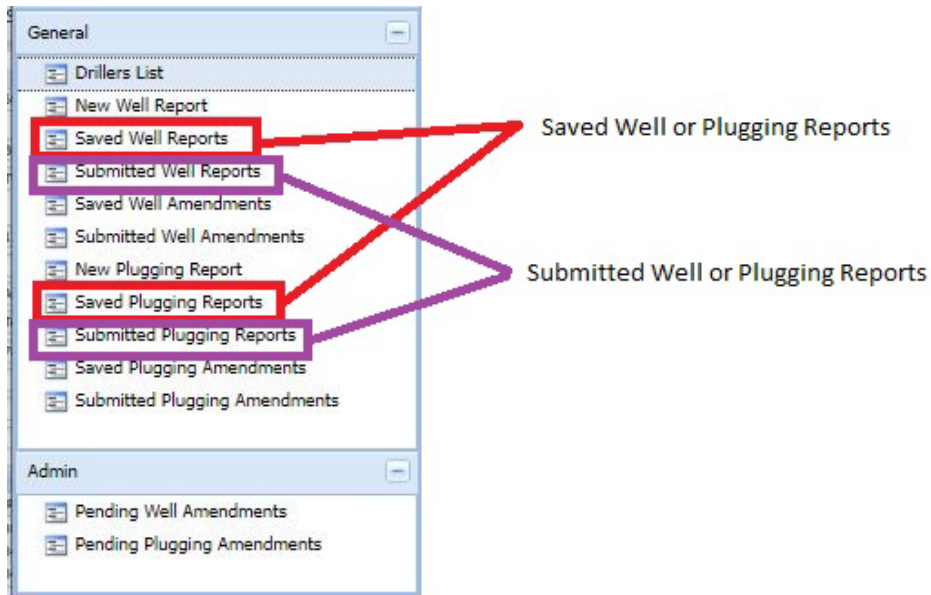 General
Drillers List
New Well Report
Saved Well Reports
Submitted Well Reports
Saved Well Amendments
Submitted Well Amendments
New Plugging Report
Saved Plugging Reports
Submitted Plugging Reports
Saved Plugging Amendments
Submitted Plugging Amendments
Admin
Pending Well Amendments
Pending Plugging Amendments
Saved Well or Plugging Reports
Submitted Well or Plugging Reports